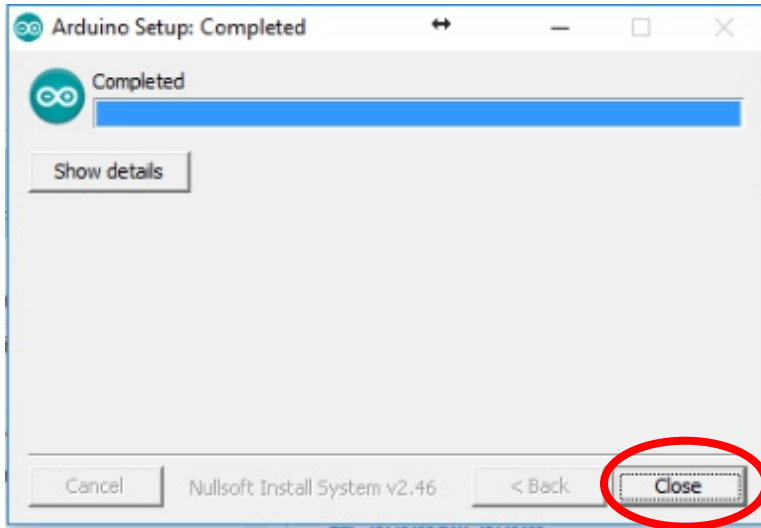 Arduino Setup: Completed
Completed
Show details
Cancel
Nullsoft Install System v2.46
< Back
Close